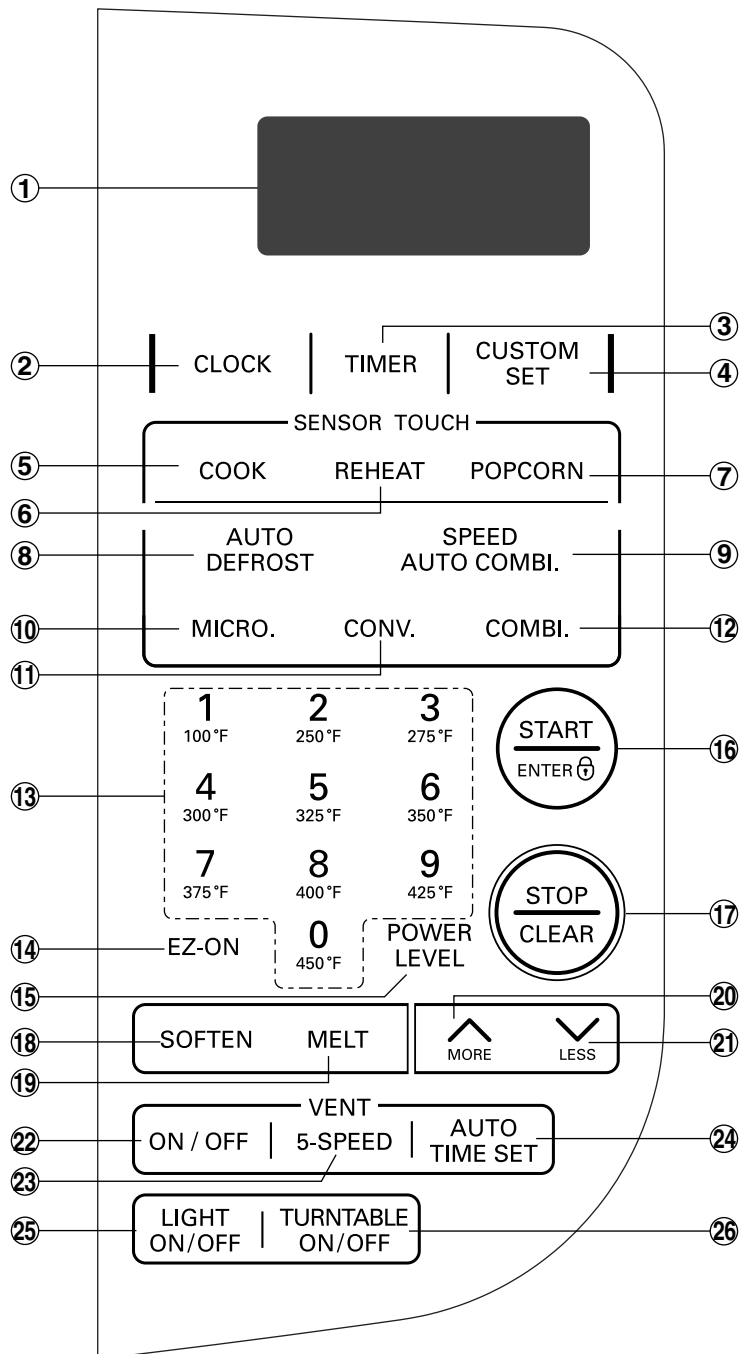 1
3
CLOCK TIMER CUSTOM
SET
2
4
SENSOR TOUCH
5
COOK REHEAT POPCORN
7
6
AUTO
DEFROST
SPEED
AUTO COMBI.
8
9
10
MICRO. CONV. COMBI.
12
11
1 2 3
100°F 250°F 275°F
START
ENTER
16
13
4 5 6
300°F 325°F 350°F
7 8 9
375°F 400°F 425°F
STOP
CLEAR
17
14
EZ-ON
0
450°F
POWER
LEVEL
15
20
18
SOFTEN MELT
MORE LESS
21
19
VENT
22
ON / OFF 5-SPEED AUTO
TIME SET
24
23
25
LIGHT
ON/OFF
TURNTABLE
ON/OFF
26